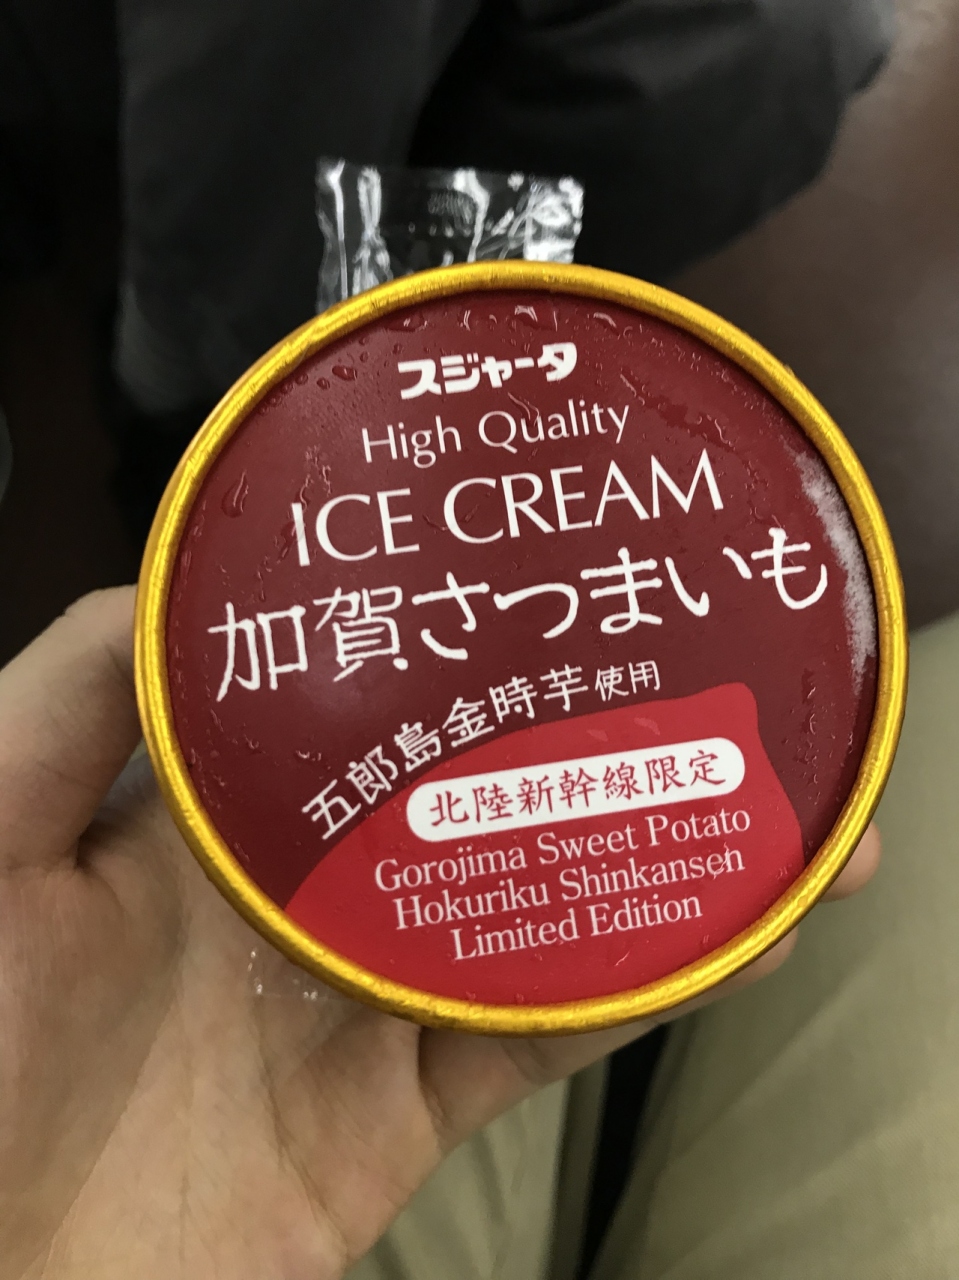 スジャータ
High Quality
ICE CREAM
加賀さつまいも
五郎島金時芋使用
北陸新幹線限定
Gorojima Sweet Potato
Hokuriku Shinkansen
Limited Edition